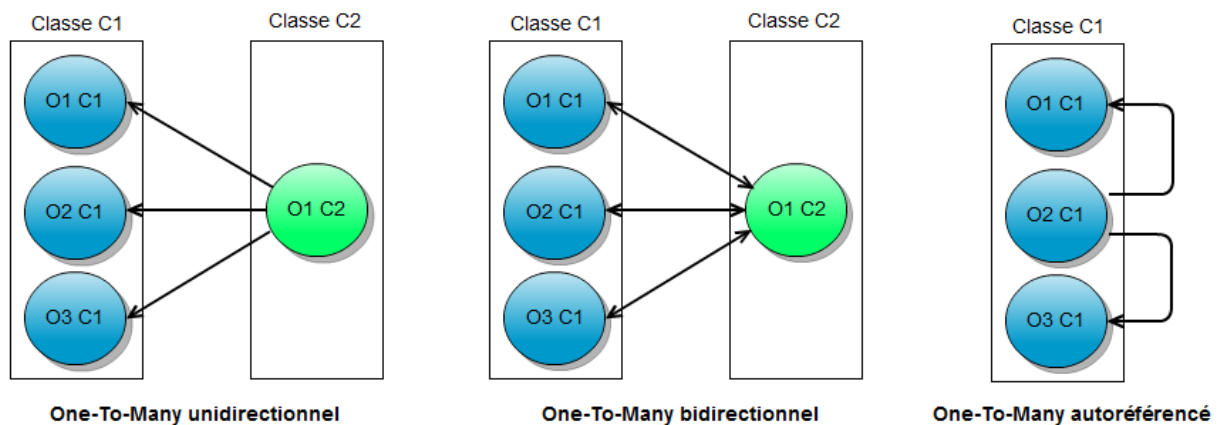 Classe C1
Classe C2
O1 C1
O2 C1
O3 C1
O1 C2
One-To-Many unidirectionnel
Classe C1
Classe C2
O1 C1
O2 C1
O3 C1
O1 C2
One-To-Many bidirectionnel
Classe C1
O1 C1
O2 C1
O3 C1
One-To-Many autoréférencé